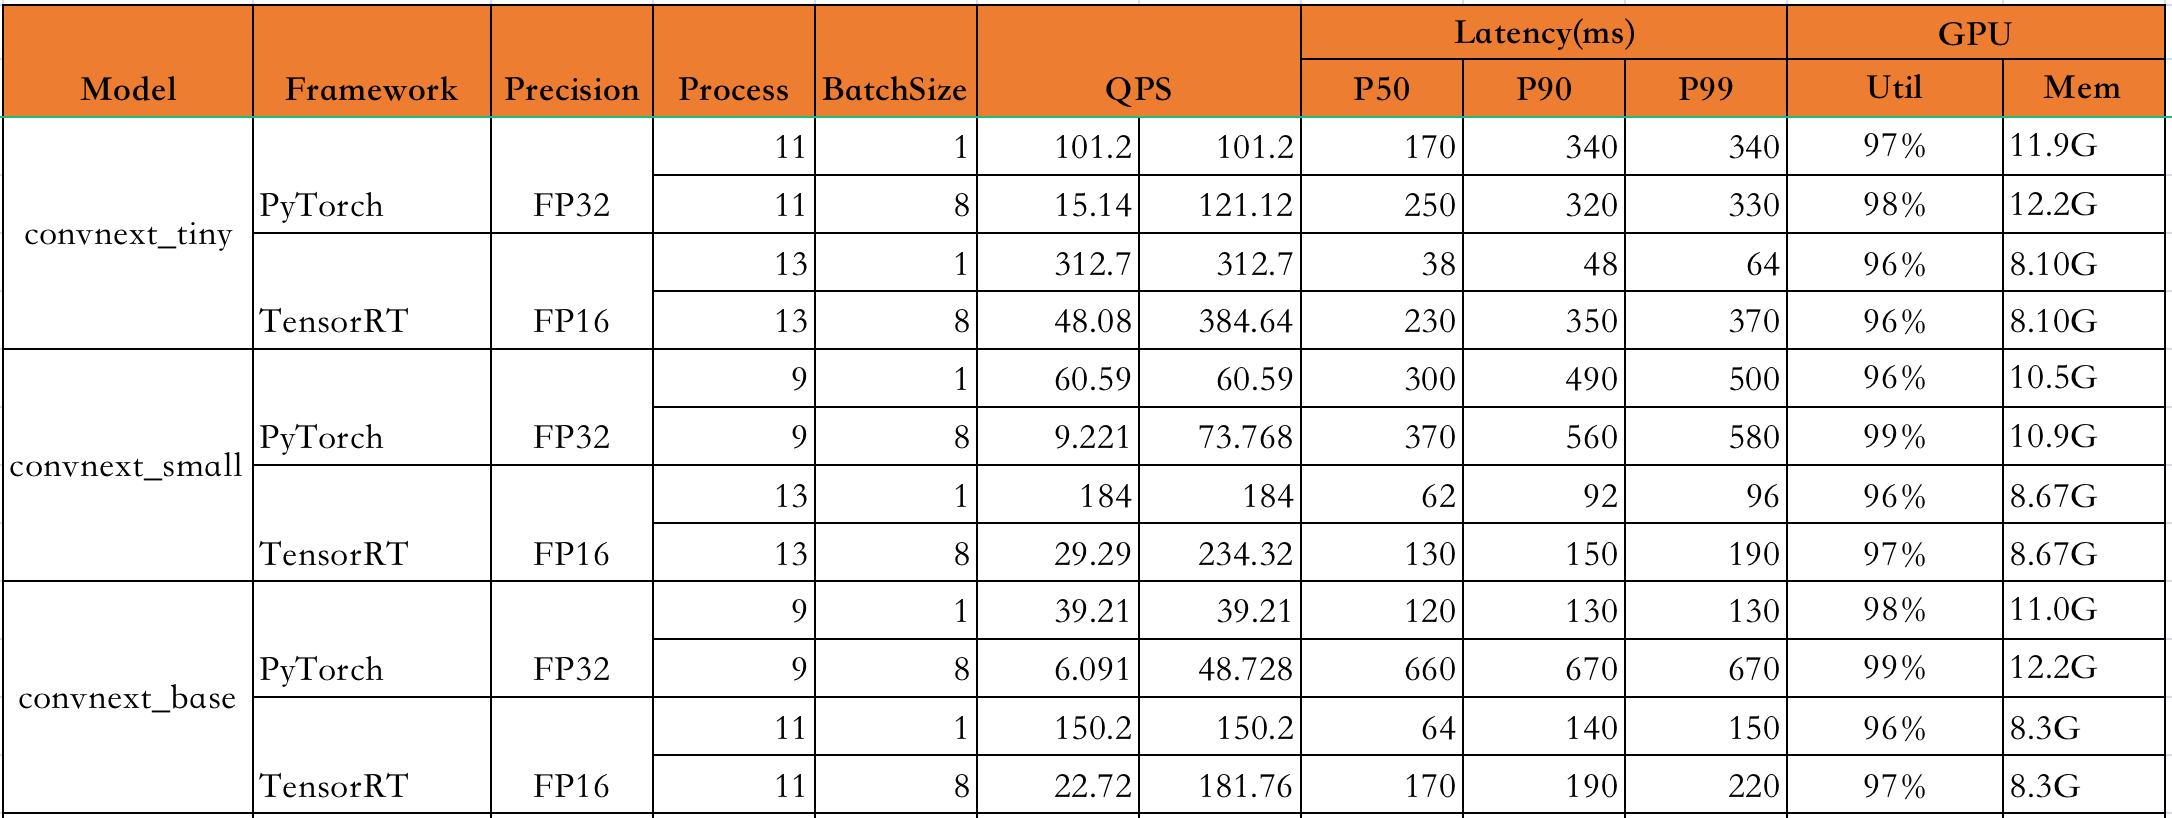 Model Framework Precision Process BatchSize QPS Latency(ms) GPU
P50 P90 P99 Util Mem
convnext_tiny PyTorch FP32 11 1 101.2 101.2 170 340 340 97% 11.9G
11 8 15.14 121.12 250 320 330 98% 12.2G
TensorRT FP16 13 1 312.7 312.7 38 48 64 96% 8.10G
13 8 48.08 384.64 230 350 370 96% 8.10G
convnext_small PyTorch FP32 9 1 60.59 60.59 300 490 500 96% 10.5G
9 8 9.221 73.768 370 560 580 99% 10.9G
TensorRT FP16 13 1 184 184 62 92 96 96% 8.67G
13 8 29.29 234.32 130 150 190 97% 8.67G
convnext_base PyTorch FP32 9 1 39.21 39.21 120 130 130 98% 11.0G
9 8 6.091 48.728 660 670 670 99% 12.2G
TensorRT FP16 11 1 150.2 150.2 64 140 150 96% 8.3G
11 8 22.72 181.76 170 190 220 97% 8.3G